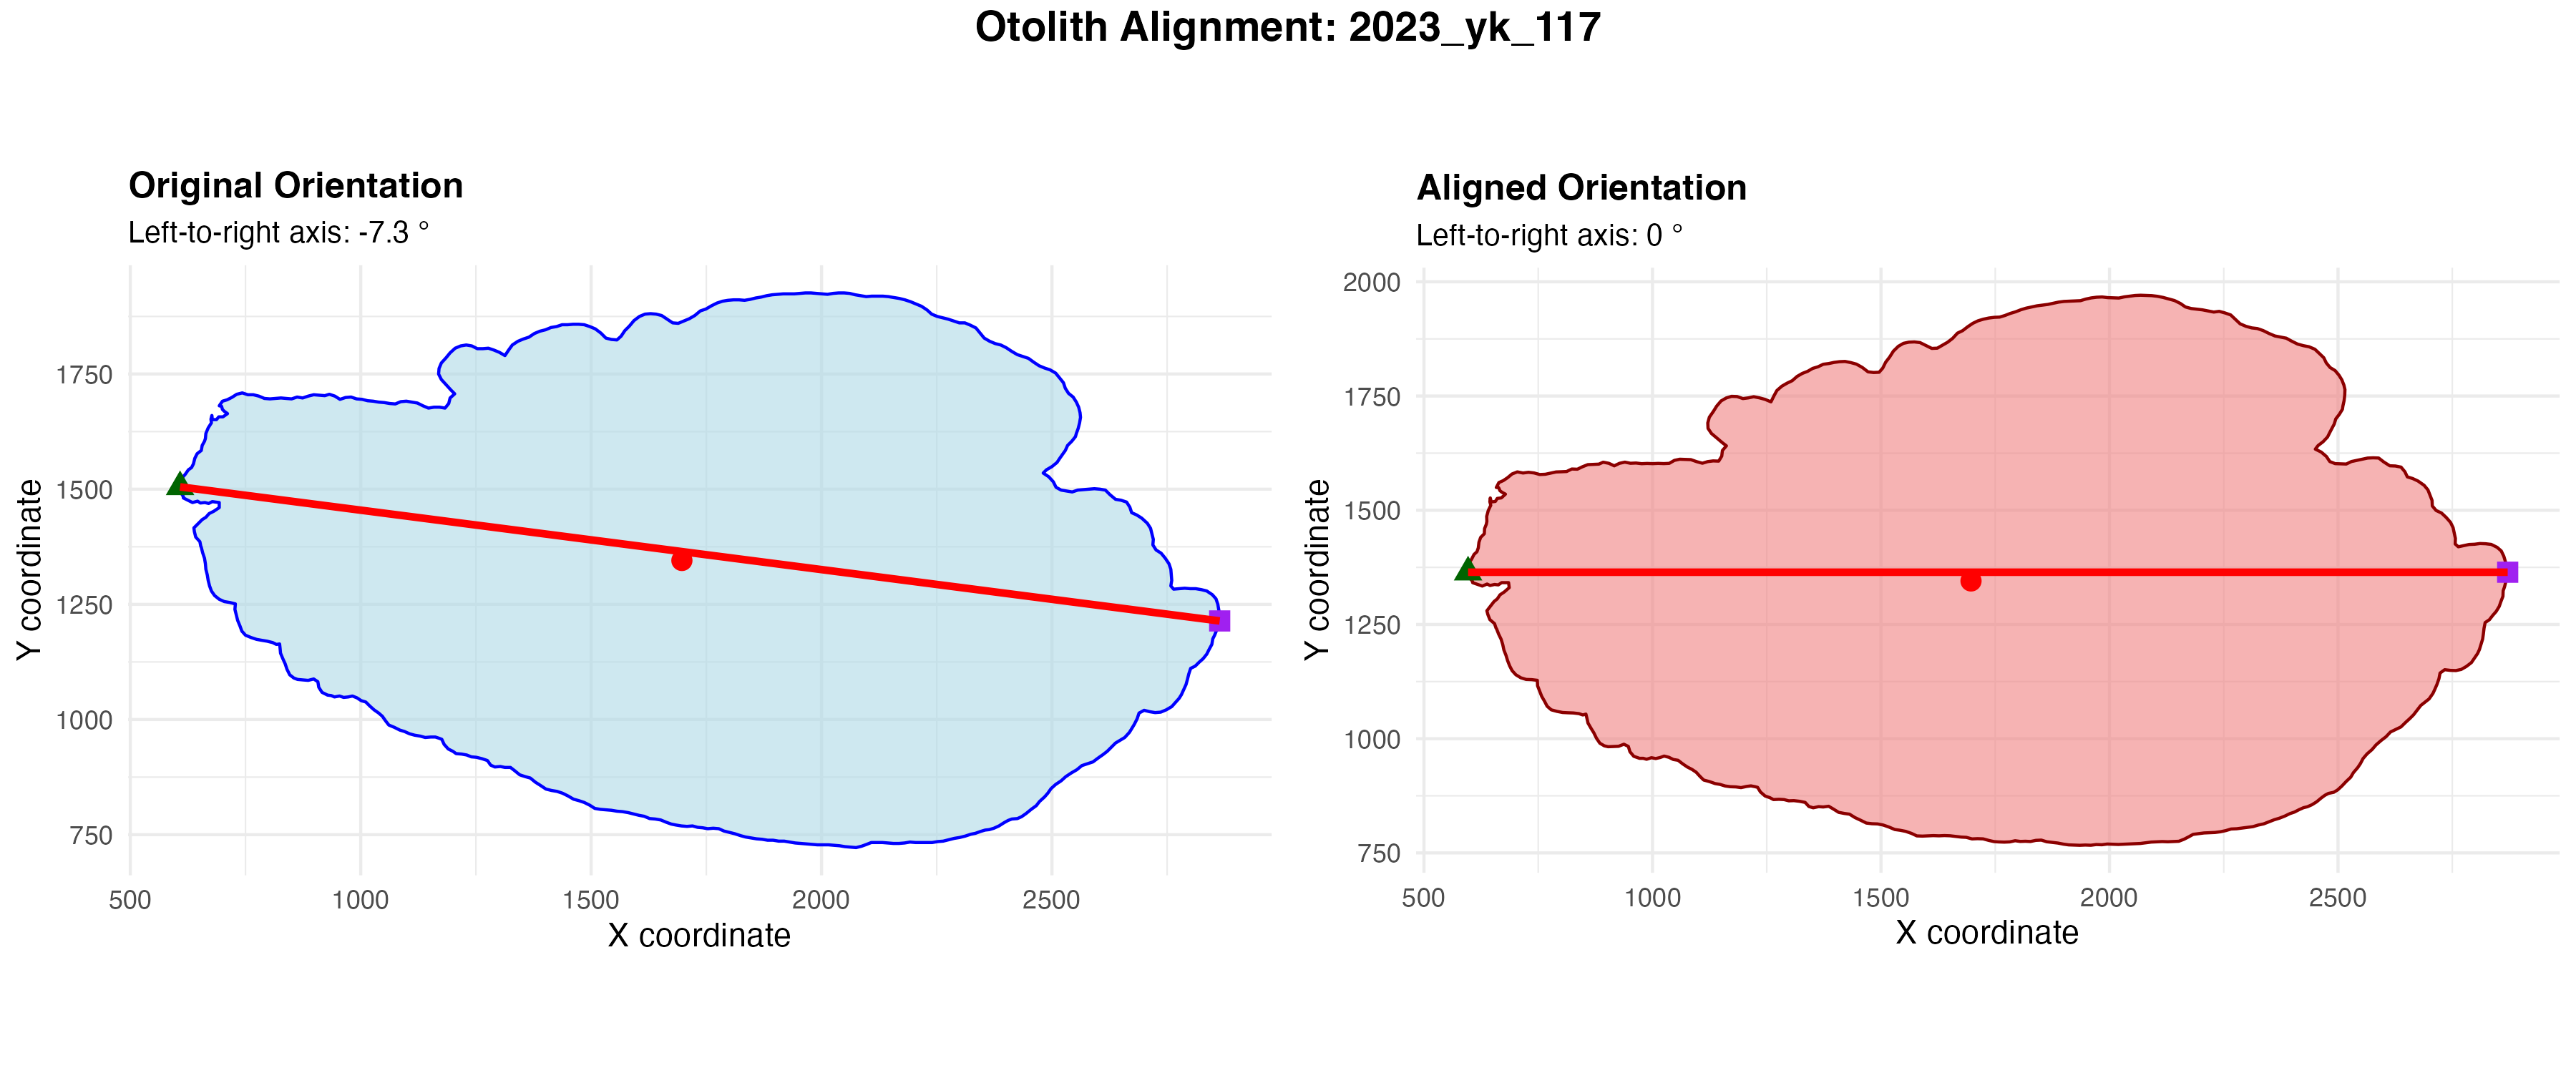 Otolith Alignment: 2023_yk_117
Original Orientation
Left-to-right axis: -7.3 °
Y coordinate
1750
1500
1250
1000
750
500 1000 1500 2000 2500
X coordinate
Aligned Orientation
Left-to-right axis: 0 °
Y coordinate
2000
1750
1500
1250
1000
750
500 1000 1500 2000 2500
X coordinate